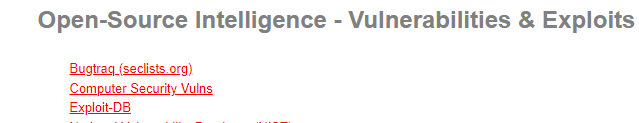 Open-Source Intelligence - Vulnerabilities & Exploits
Bugtraq (seclists.org)
Computer Security Vulns
Exploit-DB